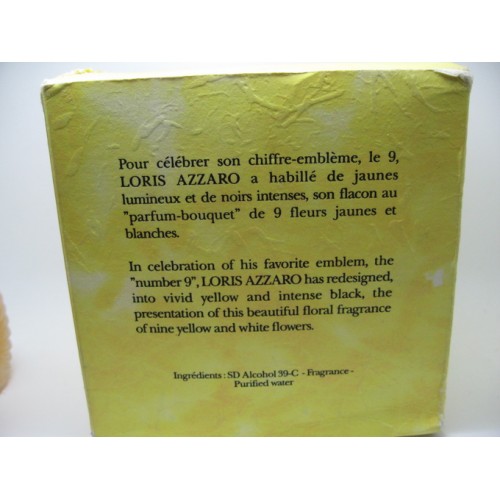 Pour célébrer son chiffre-emblème, le 9,
LORIS AZZARO a habillé de jaunes
lumineux et de noirs intenses, son flacon au
"parfum-bouquet" de 9 fleurs jaunes et
blanches.
In celebration of his favorite emblem, the
"number 9", LORIS AZZARO has redesigned,
into vivid yellow and intense black, the
presentation of this beautiful floral fragrance
of nine yellow and white flowers.
Ingrédients : SD Alcohol 39-C - Fragrance -
Purified water